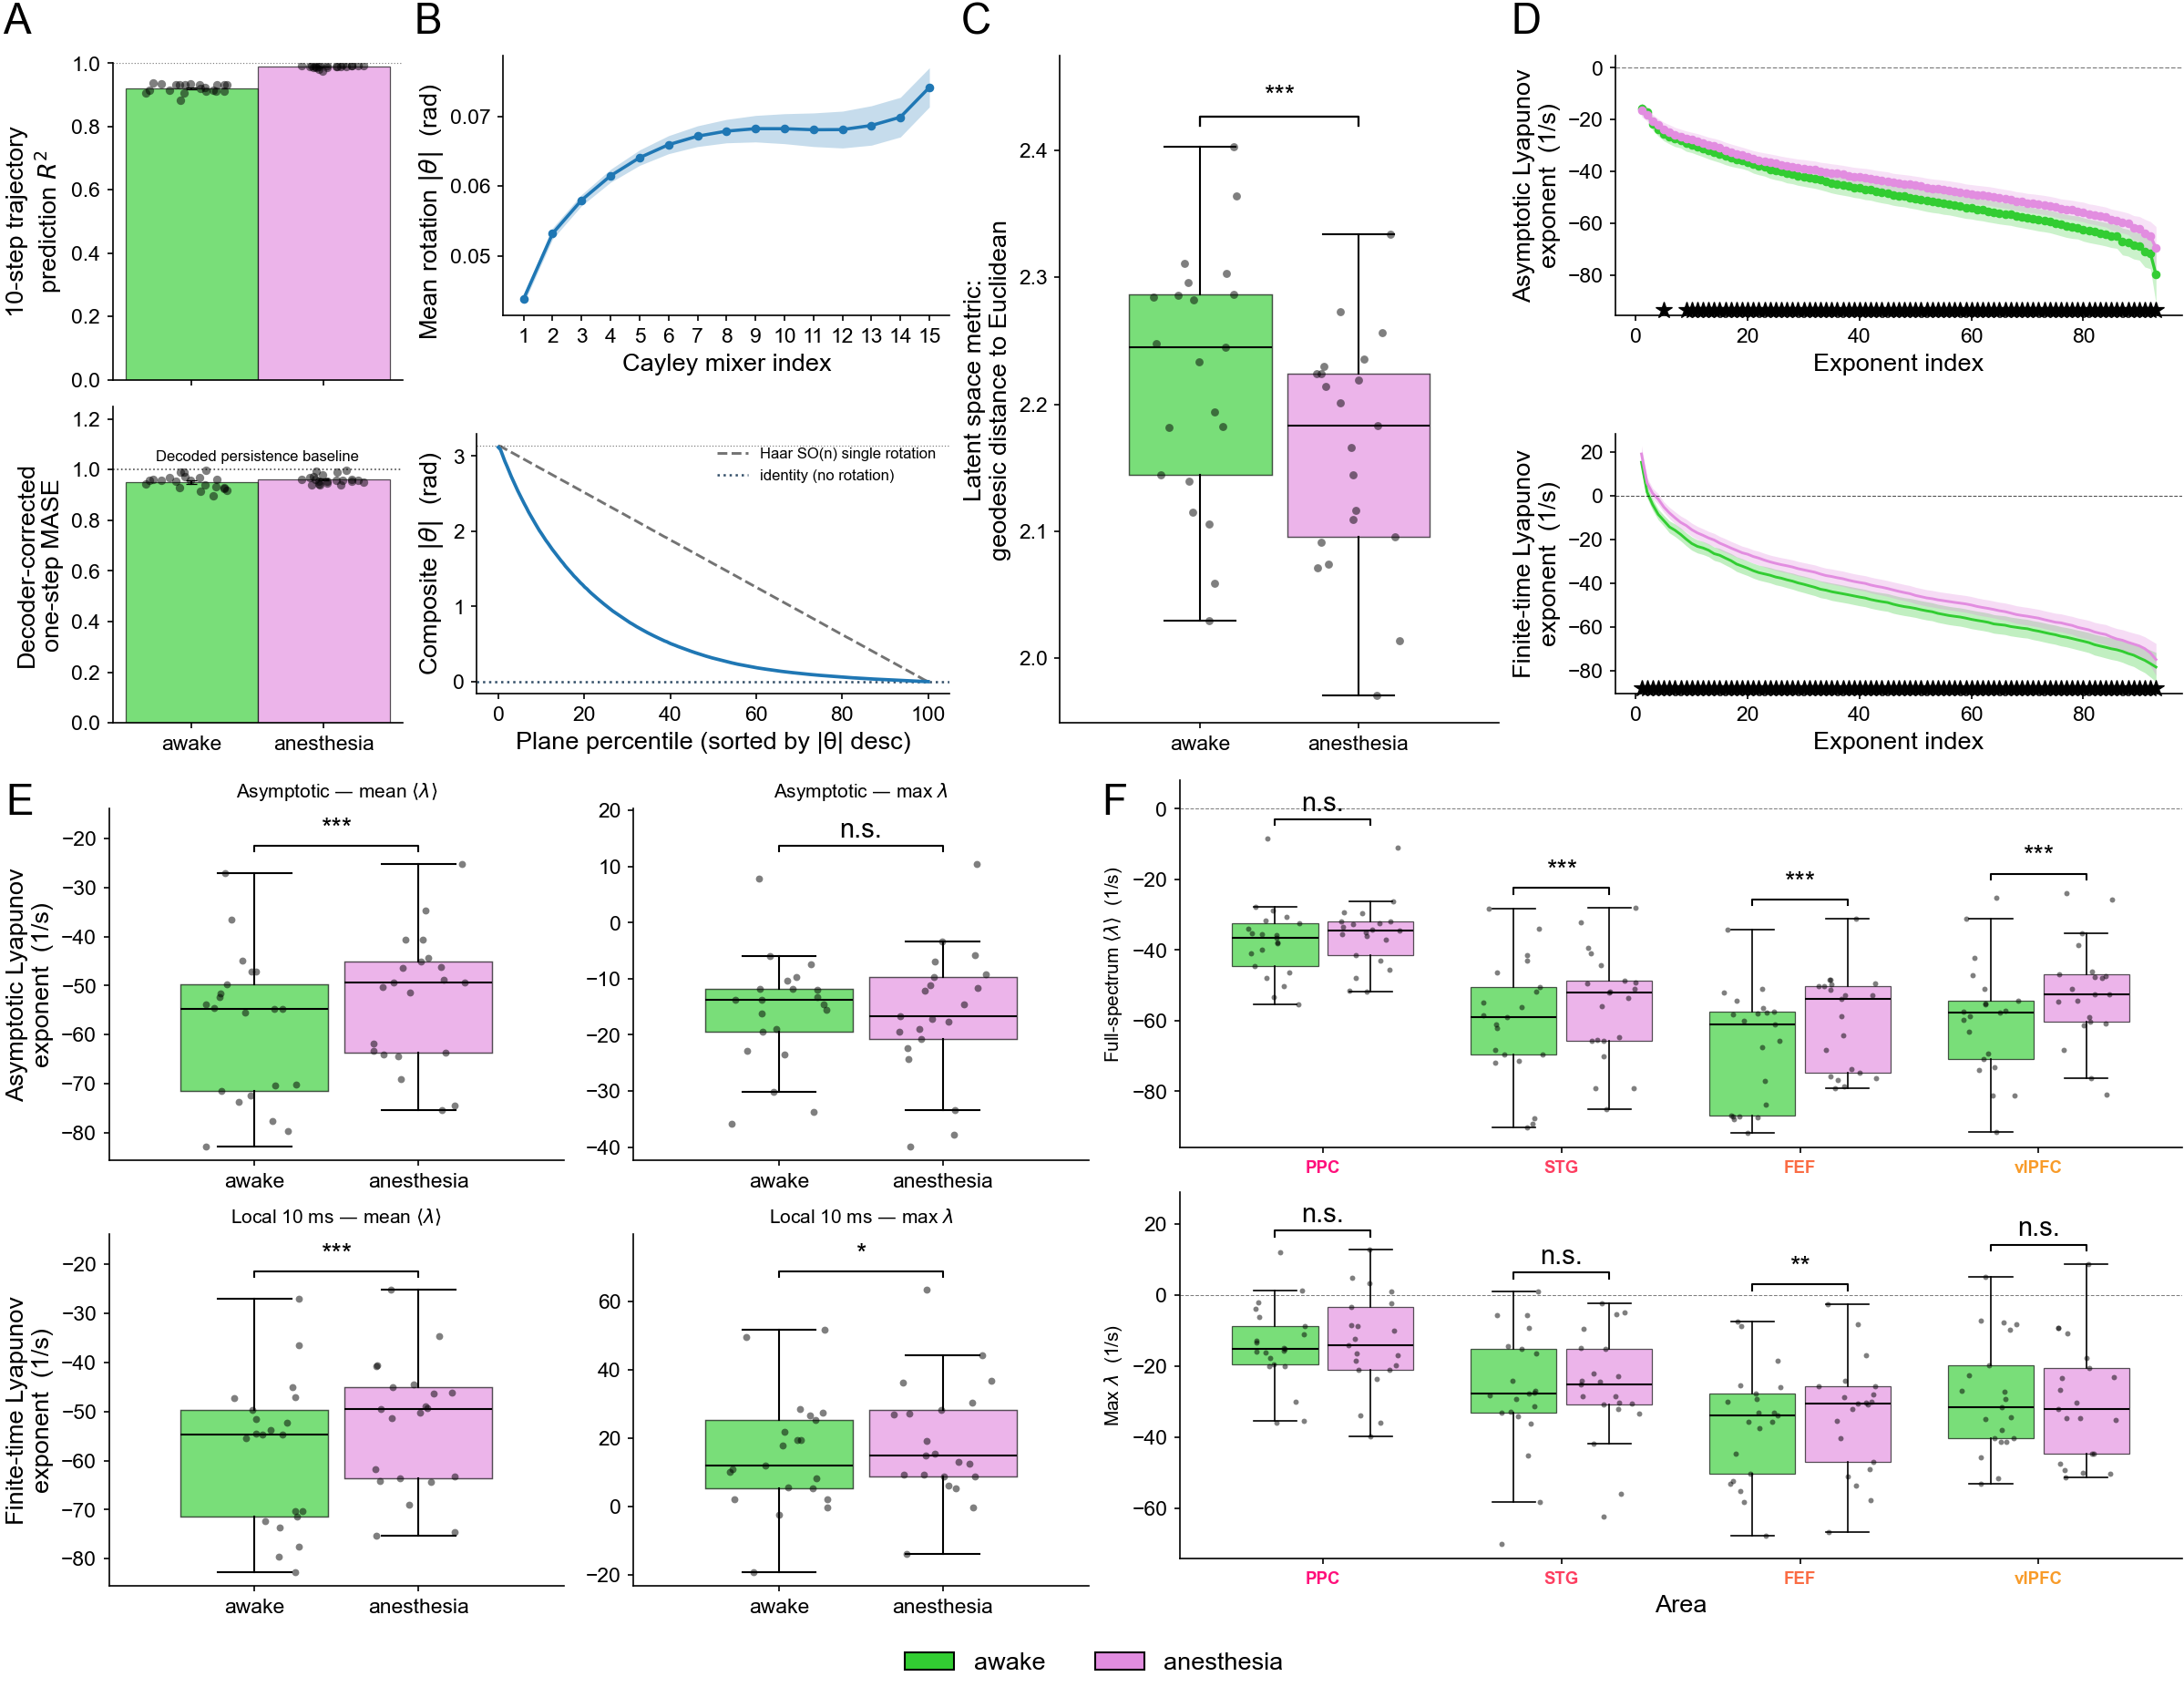 A
10-step trajectory
prediction R²
1.0
0.8
0.6
0.4
0.2
0.0
Decoder-corrected
one-step MASE
1.2
1.0
0.8
0.6
0.4
0.2
0.0
Decoded persistence baseline
awake
anesthesia
B
Mean rotation |θ| (rad)
0.07
0.06
0.05
1 2 3 4 5 6 7 8 9 10 11 12 13 14 15
Cayley mixer index
Composite |θ| (rad)
3
2
1
0
Haar SO(n) single rotation
identity (no rotation)
0 20 40 60 80 100
Plane percentile (sorted by |θ| desc)
C
Latent space metric:
geodesic distance to Euclidean
2.4
2.3
2.2
2.1
2.0
***
awake
anesthesia
D
Asymptotic Lyapunov
exponent (1/s)
0
−20
−40
−60
−80
0 20 40 60 80
Exponent index
Finite-time Lyapunov
exponent (1/s)
20
0
−20
−40
−60
−80
0 20 40 60 80
Exponent index
E
Asymptotic — mean ⟨λ⟩
***
Asymptotic Lyapunov
exponent (1/s)
−20
−30
−40
−50
−60
−70
−80
awake
anesthesia
Asymptotic — max λ
n.s.
20
10
0
−10
−20
−30
−40
awake
anesthesia
Local 10 ms — mean ⟨λ⟩
***
Finite-time Lyapunov
exponent (1/s)
−20
−30
−40
−50
−60
−70
−80
awake
anesthesia
Local 10 ms — max λ
*
60
40
20
0
−20
awake
anesthesia
F
Full-spectrum ⟨λ⟩ (1/s)
0
−20
−40
−60
−80
n.s.
***
***
***
PPC
STG
FEF
vlPFC
Max λ (1/s)
20
0
−20
−40
−60
n.s.
n.s.
**
n.s.
PPC
STG
FEF
vlPFC
Area
awake
anesthesia